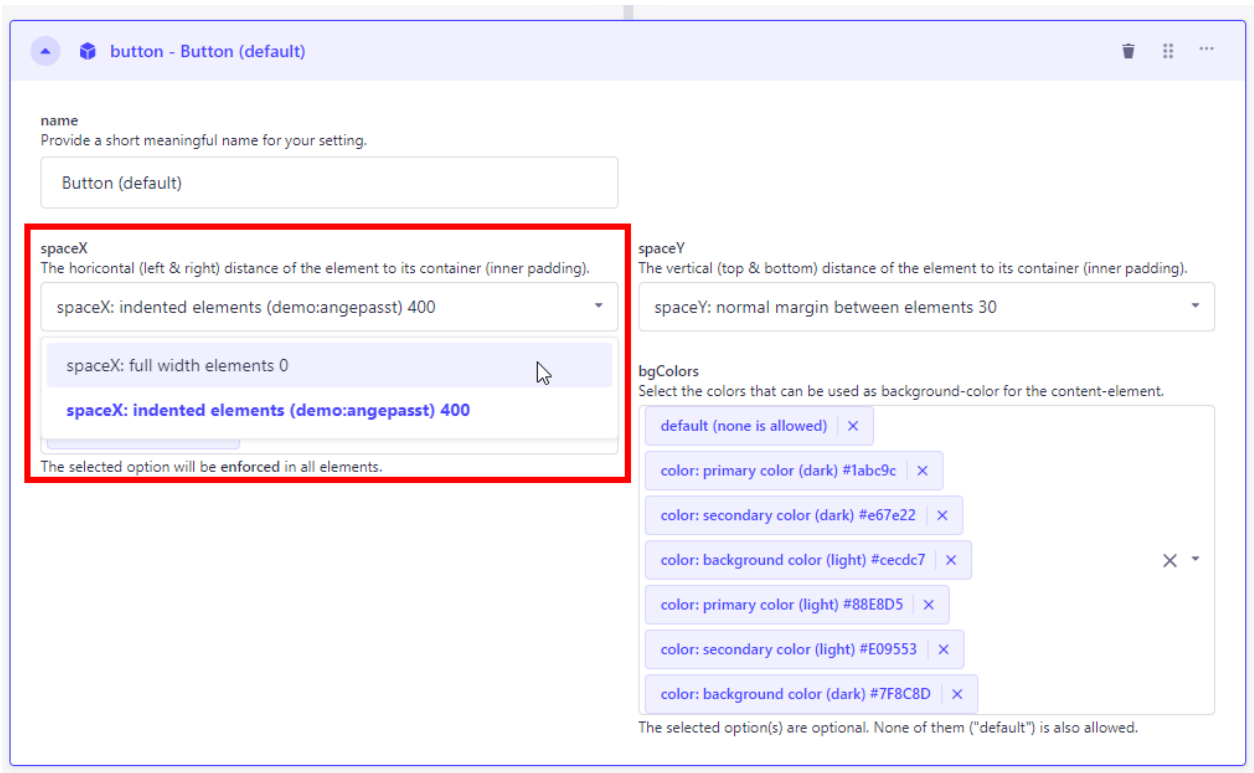 button - Button (default)
name
Provide a short meaningful name for your setting.
Button (default)
spaceX
The horicontal (left & right) distance of the element to its container (inner padding).
spaceX: indented elements (demo:angepasst) 400
spaceX: full width elements 0
spaceX: indented elements (demo:angepasst) 400
The selected option will be enforced in all elements.
spaceY
The vertical (top & bottom) distance of the element to its container (inner padding).
spaceY: normal margin between elements 30
bgColors
Select the colors that can be used as background-color for the content-element.
default (none is allowed)
color: primary color (dark) #1abc9c
color: secondary color (dark) #e67e22
color: background color (light) #cecdc7
color: primary color (light) #88E8D5
color: secondary color (light) #E09553
color: background color (dark) #7F8C8D
The selected option(s) are optional. None of them ("default") is also allowed.